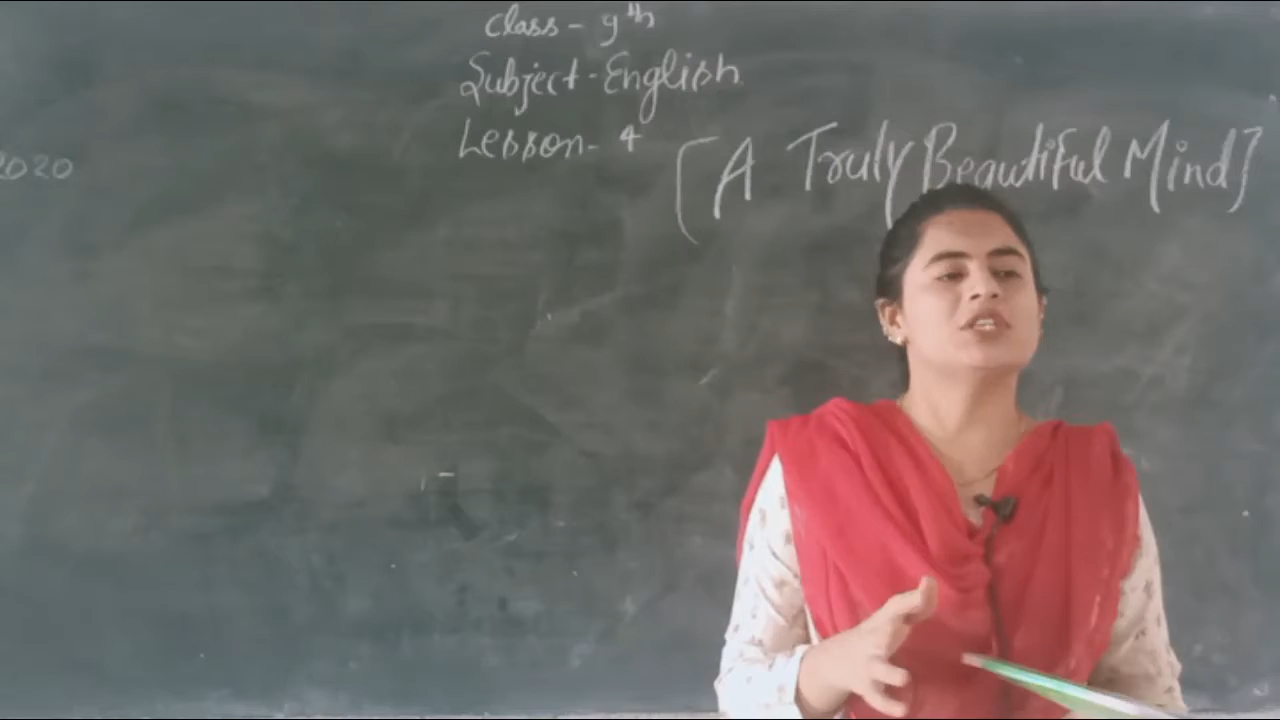 Class - 9th
Subject - English
Lesson - 4
[A Truly Beautiful Mind]
2020